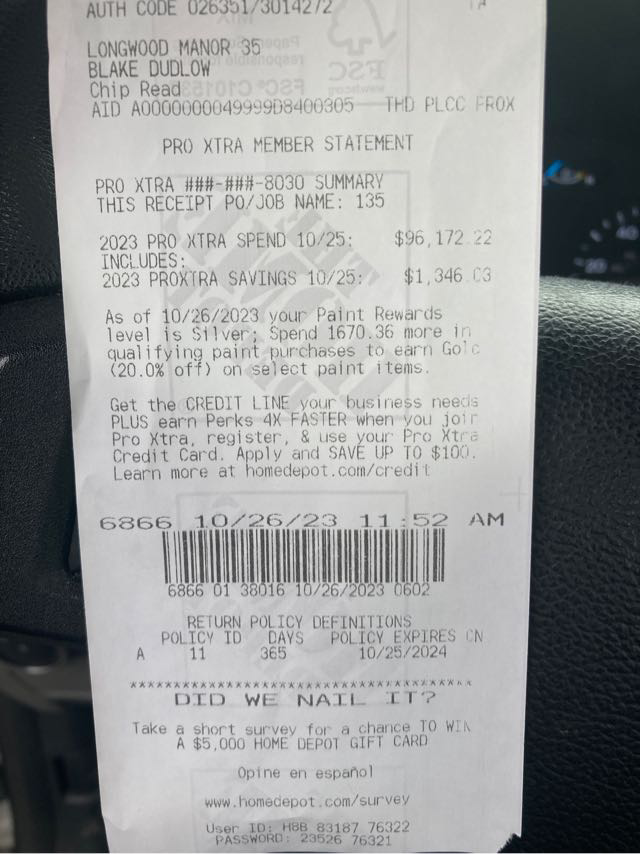 AUTH CODE 026351/3014272
TA
LONGWOOD MANOR 35
BLAKE DUDLOW
Chip Read
AID A0000000049999D8400305 THD PLCC PROX
PRO XTRA MEMBER STATEMENT
PRO XTRA ###-###-8030 SUMMARY
THIS RECEIPT PO/JOB NAME: 135
2023 PRO XTRA SPEND 10/25: $96,172.22
INCLUDES:
2023 PROXTRA SAVINGS 10/25: $1,346.03
As of 10/26/2023 your Paint Rewards
level is Silver; Spend 1670.36 more in
qualifying paint purchases to earn Gold
(20.0% off) on select paint items.
Get the CREDIT LINE your business needs
PLUS earn Perks 4X FASTER when you join
Pro Xtra, register, & use your Pro Xtra
Credit Card. Apply and SAVE UP TO $100.
Learn more at homedepot.com/credit
6866 10/26/23 11:52 AM
6866 01 38016 10/26/2023 0602
RETURN POLICY DEFINITIONS
POLICY ID DAYS POLICY EXPIRES ON
A 11 365 10/25/2024
DID WE NAIL IT?
Take a short survey for a chance TO WIN
A $5,000 HOME DEPOT GIFT CARD
Opine en español
www.homedepot.com/survey
User ID: H8B 83187 76322
PASSWORD: 23526 76321